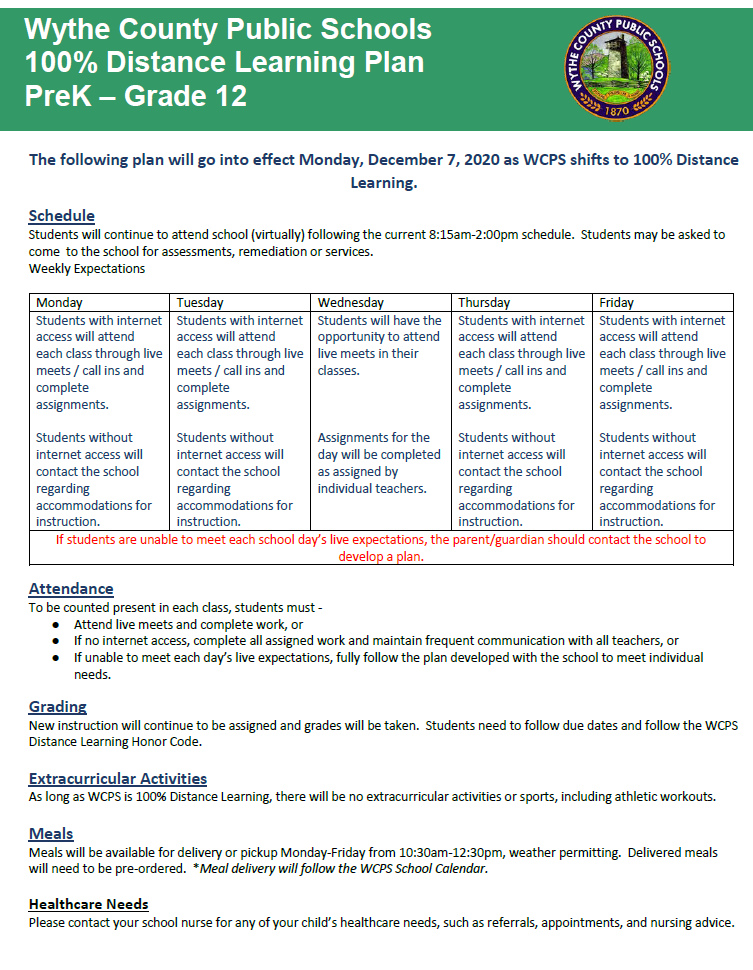 Wythe County Public Schools
100% Distance Learning Plan
PreK – Grade 12
WYTHE COUNTY PUBLIC SCHOOLS
1870
The following plan will go into effect Monday, December 7, 2020 as WCPS shifts to 100% Distance
Learning.
Schedule
Students will continue to attend school (virtually) following the current 8:15am-2:00pm schedule.  Students may be asked to
come  to the school for assessments, remediation or services.
Weekly Expectations
Monday
Students with internet
access will attend
each class through live
meets / call ins and
complete
assignments.
Students without
internet access will
contact the school
regarding
accommodations for
instruction.
Tuesday
Students with internet
access will attend
each class through live
meets / call ins and
complete
assignments.
Students without
internet access will
contact the school
regarding
accommodations for
instruction.
Wednesday
Students will have the
opportunity to attend
live meets in their
classes.
Assignments for the
day will be completed
as assigned by
individual teachers.
Thursday
Students with internet
access will attend
each class through live
meets / call ins and
complete
assignments.
Students without
internet access will
contact the school
regarding
accommodations for
instruction.
Friday
Students with internet
access will attend
each class through live
meets / call ins and
complete
assignments.
Students without
internet access will
contact the school
regarding
accommodations for
instruction.
If students are unable to meet each school day's live expectations, the parent/guardian should contact the school to
develop a plan.
Attendance
To be counted present in each class, students must -
● Attend live meets and complete work, or
● If no internet access, complete all assigned work and maintain frequent communication with all teachers, or
● If unable to meet each day's live expectations, fully follow the plan developed with the school to meet individual
needs.
Grading
New instruction will continue to be assigned and grades will be taken.  Students need to follow due dates and follow the WCPS
Distance Learning Honor Code.
Extracurricular Activities
As long as WCPS is 100% Distance Learning, there will be no extracurricular activities or sports, including athletic workouts.
Meals
Meals will be available for delivery or pickup Monday-Friday from 10:30am-12:30pm, weather permitting.  Delivered meals
will need to be pre-ordered.  *Meal delivery will follow the WCPS School Calendar.
Healthcare Needs
Please contact your school nurse for any of your child's healthcare needs, such as referrals, appointments, and nursing advice.